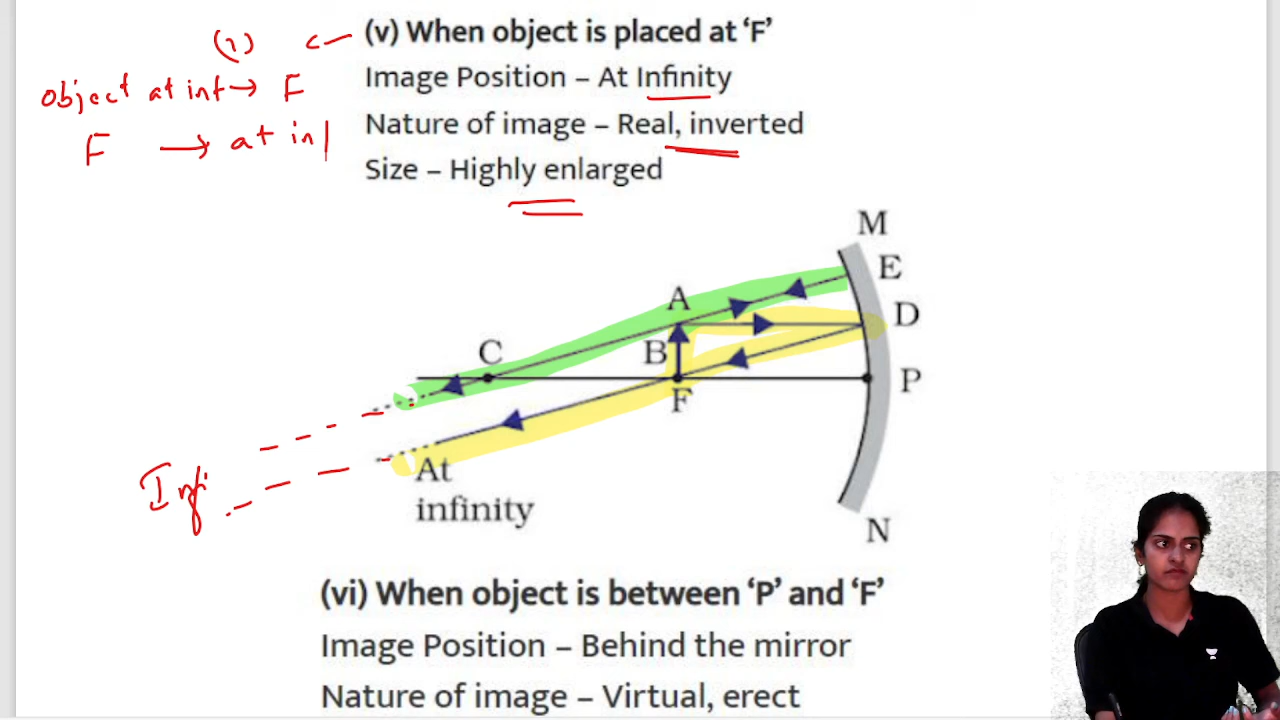 (1) ← (v) When object is placed at ‘F’
Image Position – At Infinity
object at inf → F
Nature of image – Real, inverted
F → at inf
Size – Highly enlarged
M
E
A
D
C
B
P
F
Infi
At
infinity
N
(vi) When object is between ‘P’ and ‘F’
Image Position – Behind the mirror
Nature of image – Virtual, erect